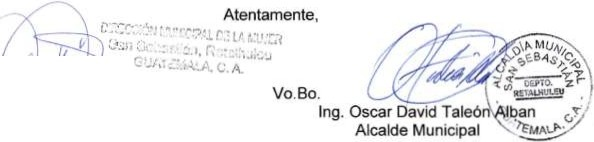 Atentamente,
DIRECCIÓN MUNICIPAL DE LA MUJER
San Sebastián, Retalhuleu
GUATEMALA, C. A.
Vo.Bo.
Ing. Oscar David Taleón Alban
Alcalde Municipal
ALCALDÍA MUNICIPAL
SAN SEBASTIÁN
DEPTO.
RETALHULEU
GUATEMALA, C.A.